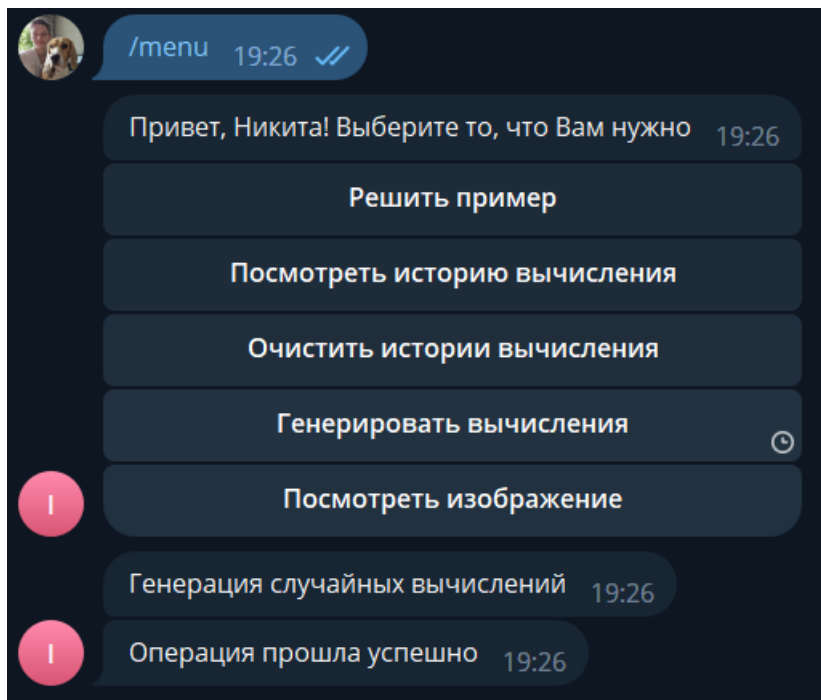 /menu 19:26
Привет, Никита! Выберите то, что Вам нужно 19:26
Решить пример
Посмотреть историю вычисления
Очистить истории вычисления
Генерировать вычисления
I
Посмотреть изображение
Генерация случайных вычислений 19:26
I
Операция прошла успешно 19:26